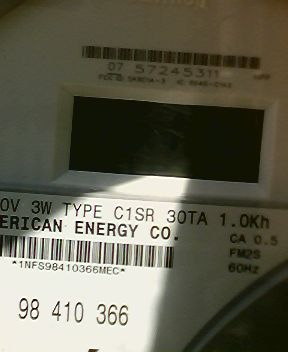 07 57245311
0V 3W TYPE C1SR 30TA 1.0Kh
ERICAN ENERGY CO.
CA 0.5
FM2S
60Hz
*1NFS98410366MEC*
98 410 366